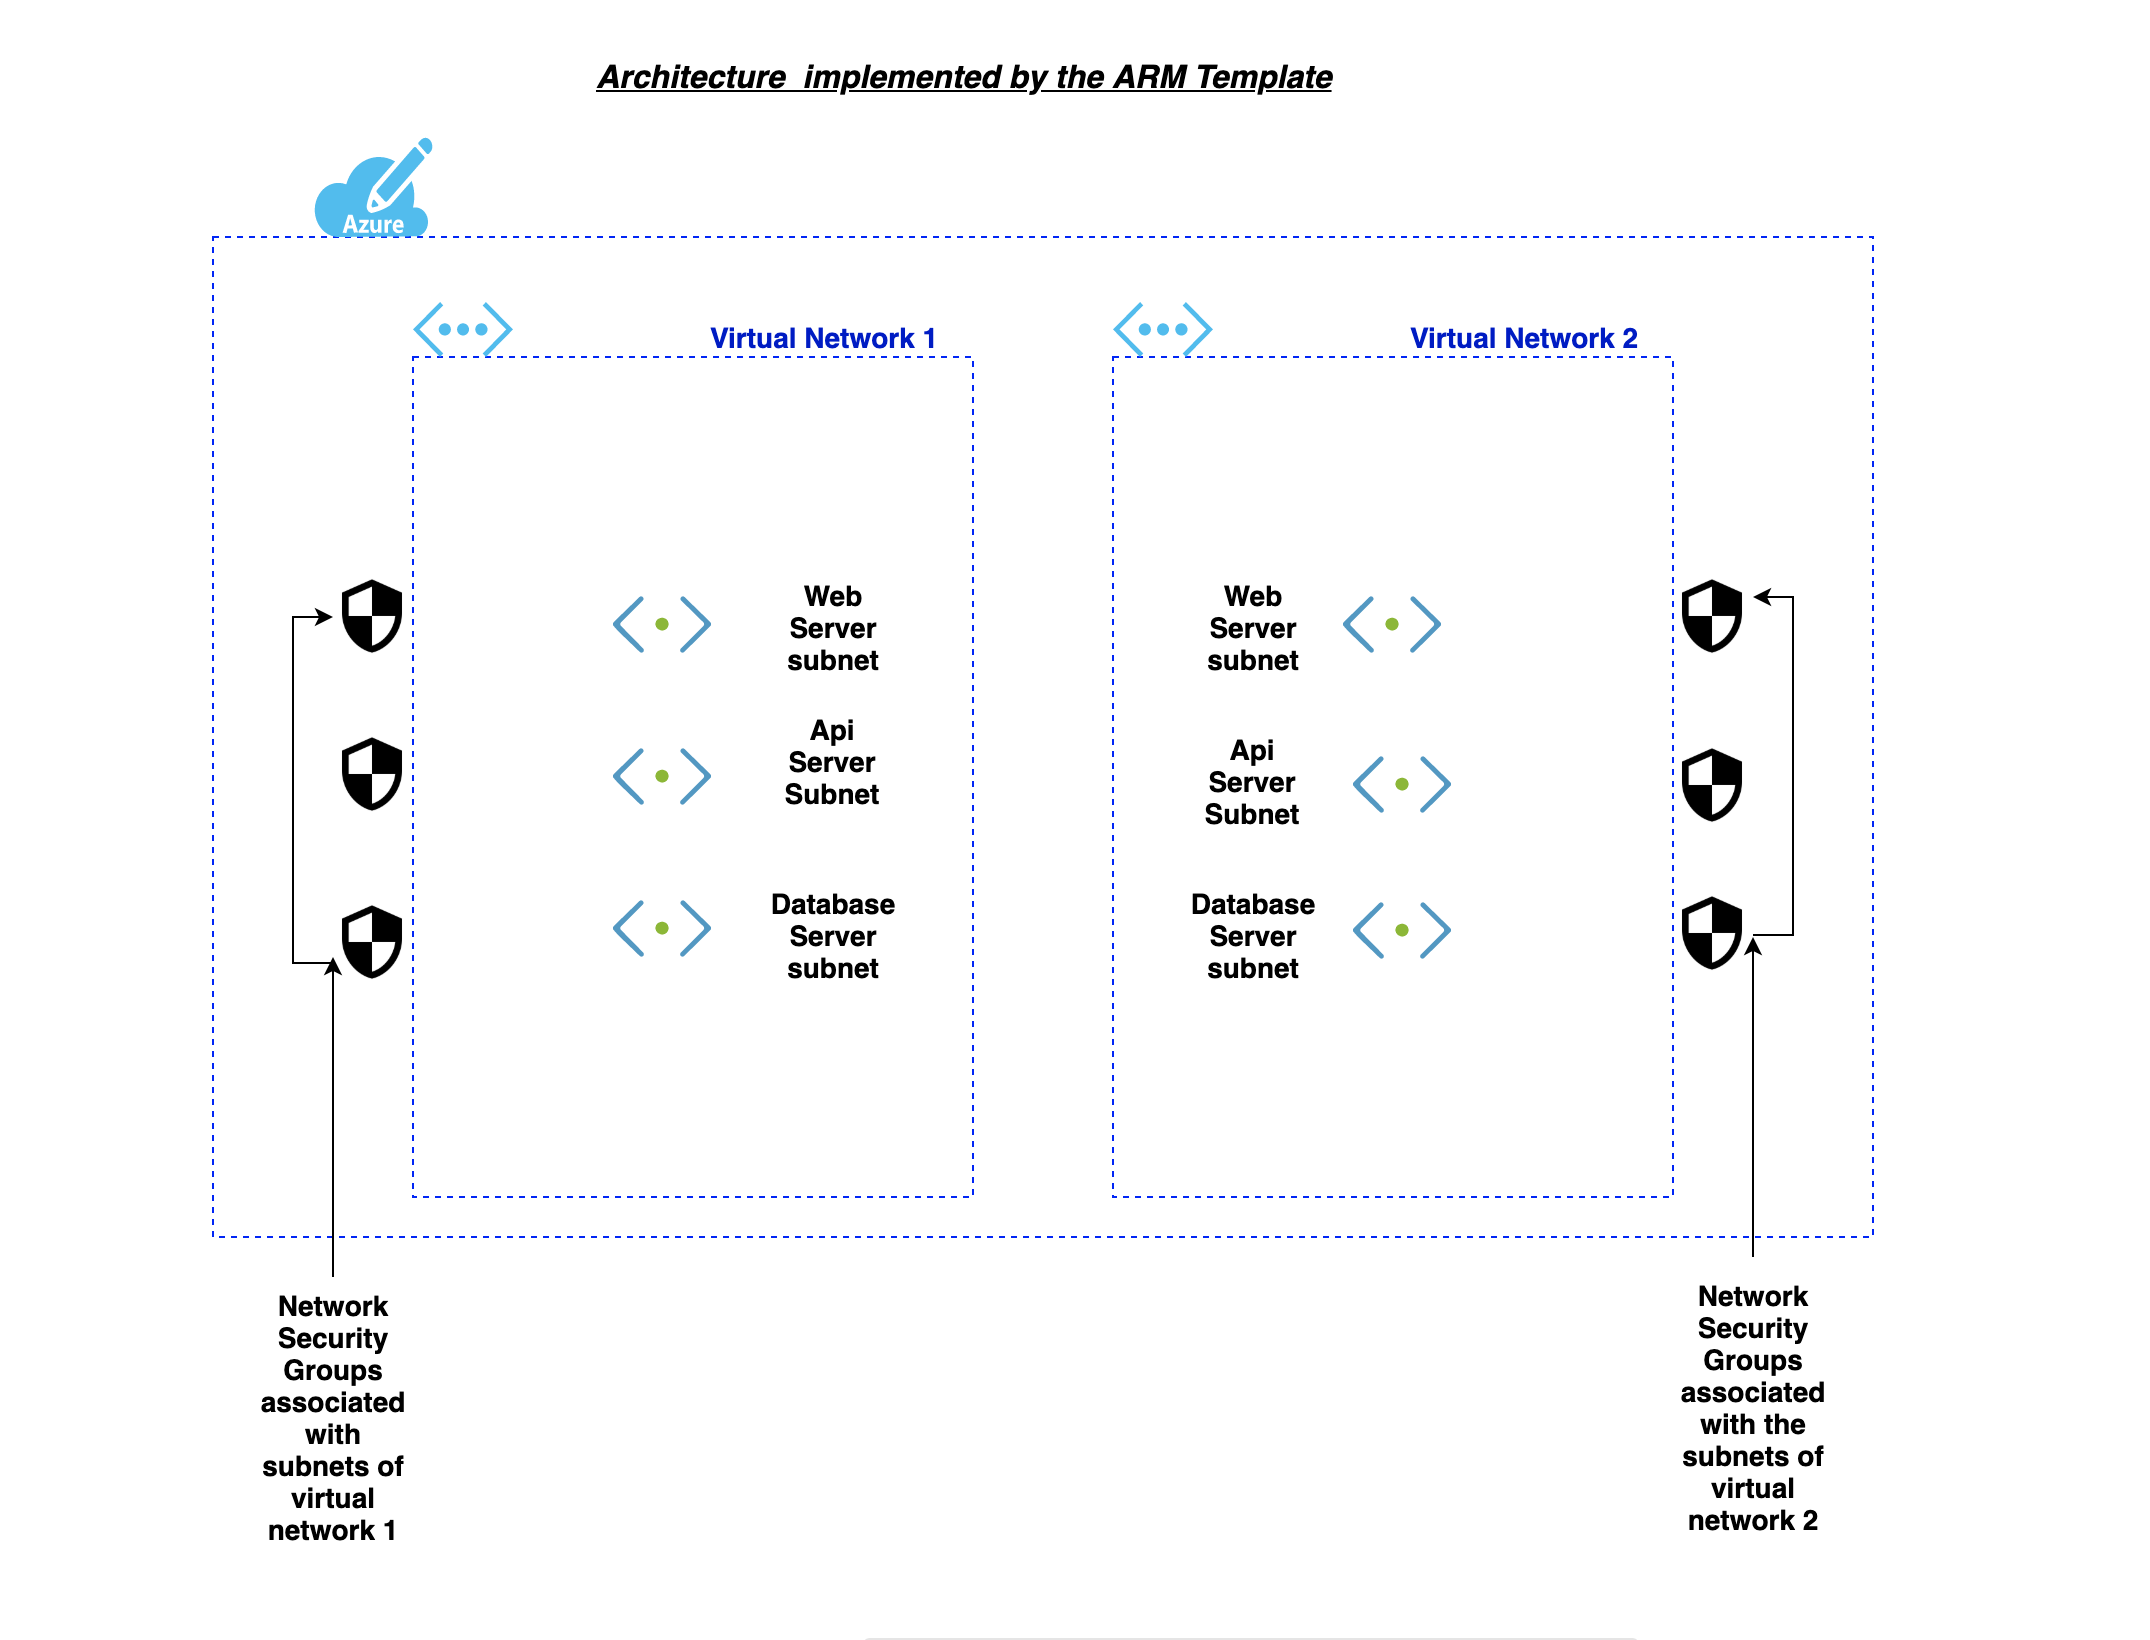 Architecture  implemented by the ARM Template
Azure
Virtual Network 1
Virtual Network 2
Web
Server
subnet
Api
Server
Subnet
Database
Server
subnet
Web
Server
subnet
Api
Server
Subnet
Database
Server
subnet
Network
Security
Groups
associated
with
subnets of
virtual
network 1
Network
Security
Groups
associated
with the
subnets of
virtual
network 2